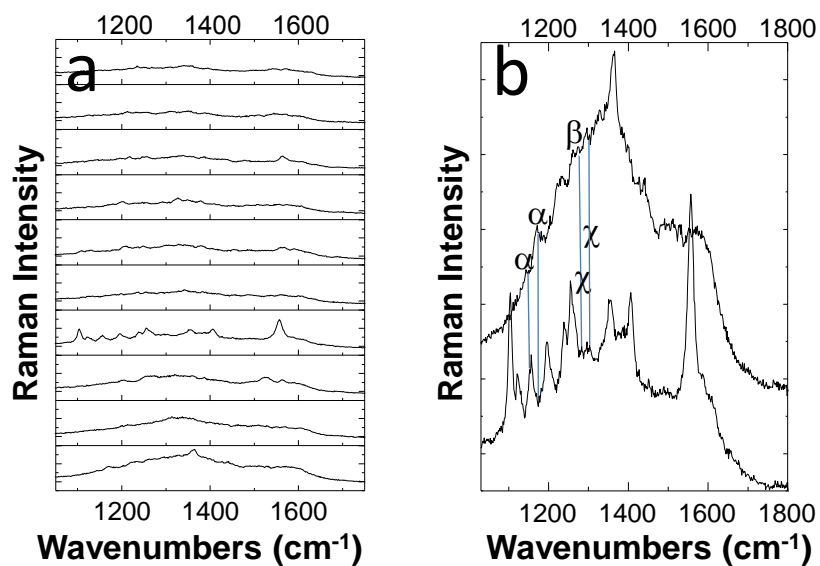 1200 1400 1600
a
Raman Intensity
1200 1400 1600
Wavenumbers (cm-1)
1200 1400 1600 1800
b
β
α
χ
α
χ
Raman Intensity
1200 1400 1600 1800
Wavenumbers (cm-1)